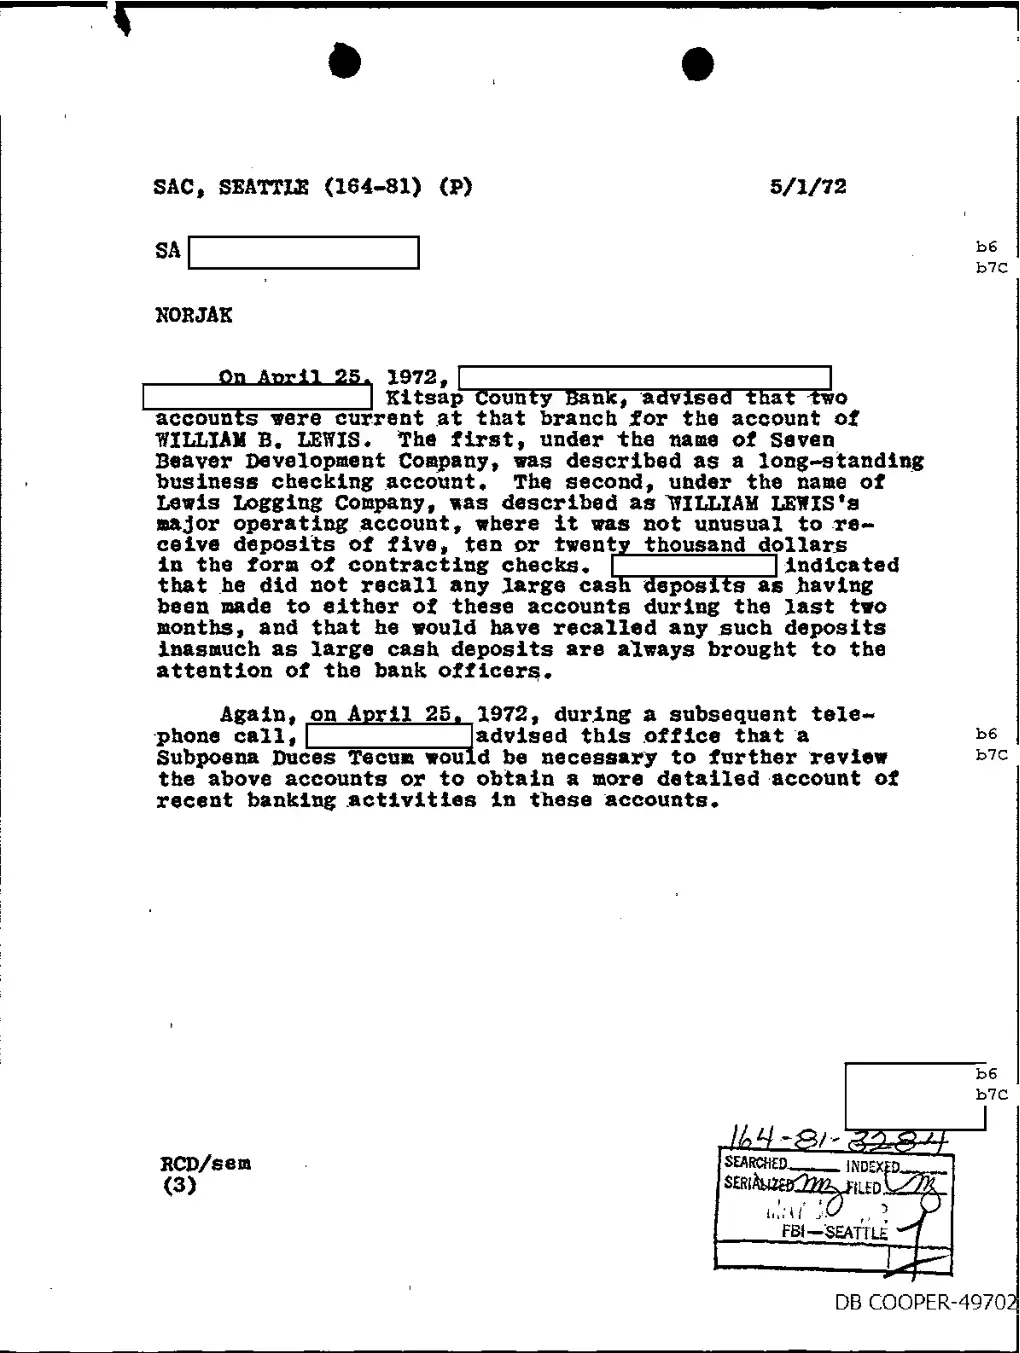 SAC, SEATTLE (164-81) (P) 5/1/72
SA b6
b7C
NORJAK
On April 25, 1972,
Kitsap County Bank, advised that two
accounts were current at that branch for the account of
WILLIAM B. LEWIS. The first, under the name of Seven
Beaver Development Company, was described as a long-standing
business checking account. The second, under the name of
Lewis Logging Company, was described as WILLIAM LEWIS's
major operating account, where it was not unusual to re-
ceive deposits of five, ten or twenty thousand dollars
in the form of contracting checks. indicated
that he did not recall any large cash deposits as having
been made to either of these accounts during the last two
months, and that he would have recalled any such deposits
inasmuch as large cash deposits are always brought to the
attention of the bank officers.
Again, on April 25, 1972, during a subsequent tele-
phone call, advised this office that a b6
Subpoena Duces Tecum would be necessary to further review b7C
the above accounts or to obtain a more detailed account of
recent banking activities in these accounts.
b6
b7C
164-81-3284
RCD/sem
(3)
SEARCHED INDEXED
SERIALIZED FILED
FBI—SEATTLE
DB COOPER-49702